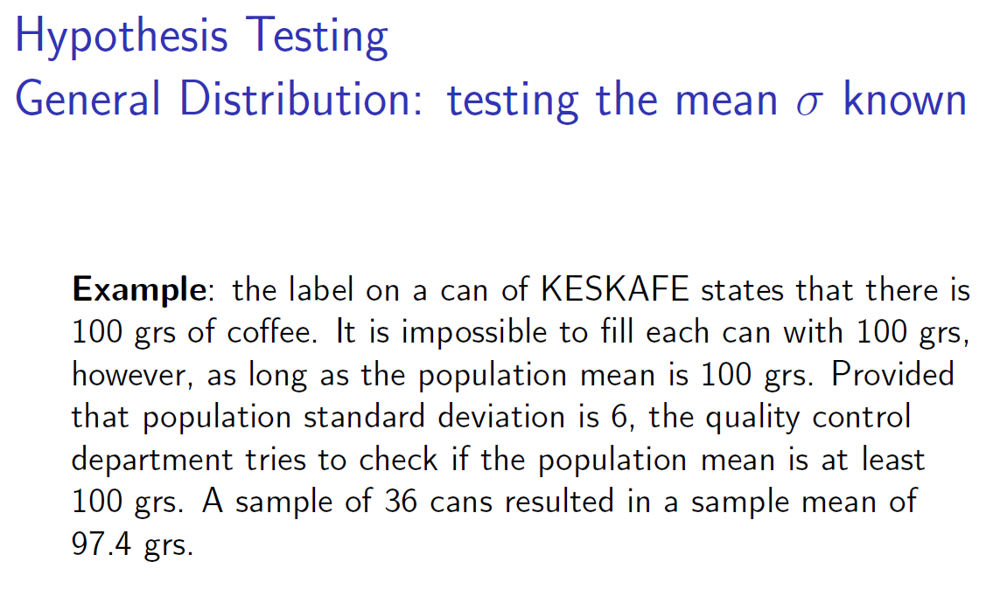 Hypothesis Testing
General Distribution: testing the mean σ known
Example: the label on a can of KESKAFE states that there is
100 grs of coffee. It is impossible to fill each can with 100 grs,
however, as long as the population mean is 100 grs. Provided
that population standard deviation is 6, the quality control
department tries to check if the population mean is at least
100 grs. A sample of 36 cans resulted in a sample mean of
97.4 grs.